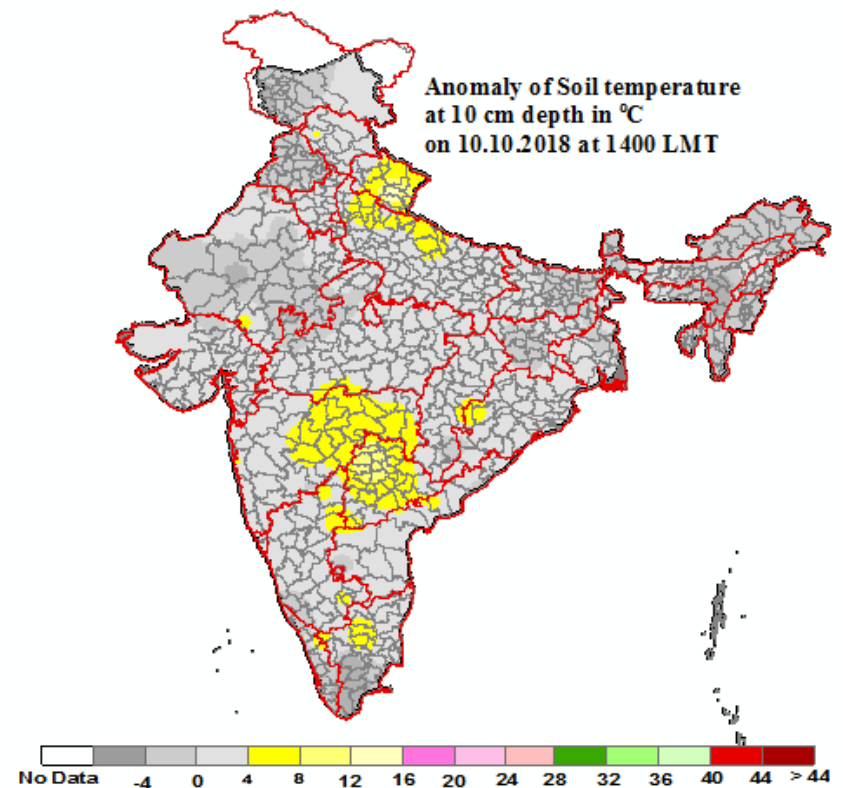 Anomaly of Soil temperature
at 10 cm depth in ⁰C
on 10.10.2018 at 1400 LMT
No Data -4 0 4 8 12 16 20 24 28 32 36 40 44 > 44